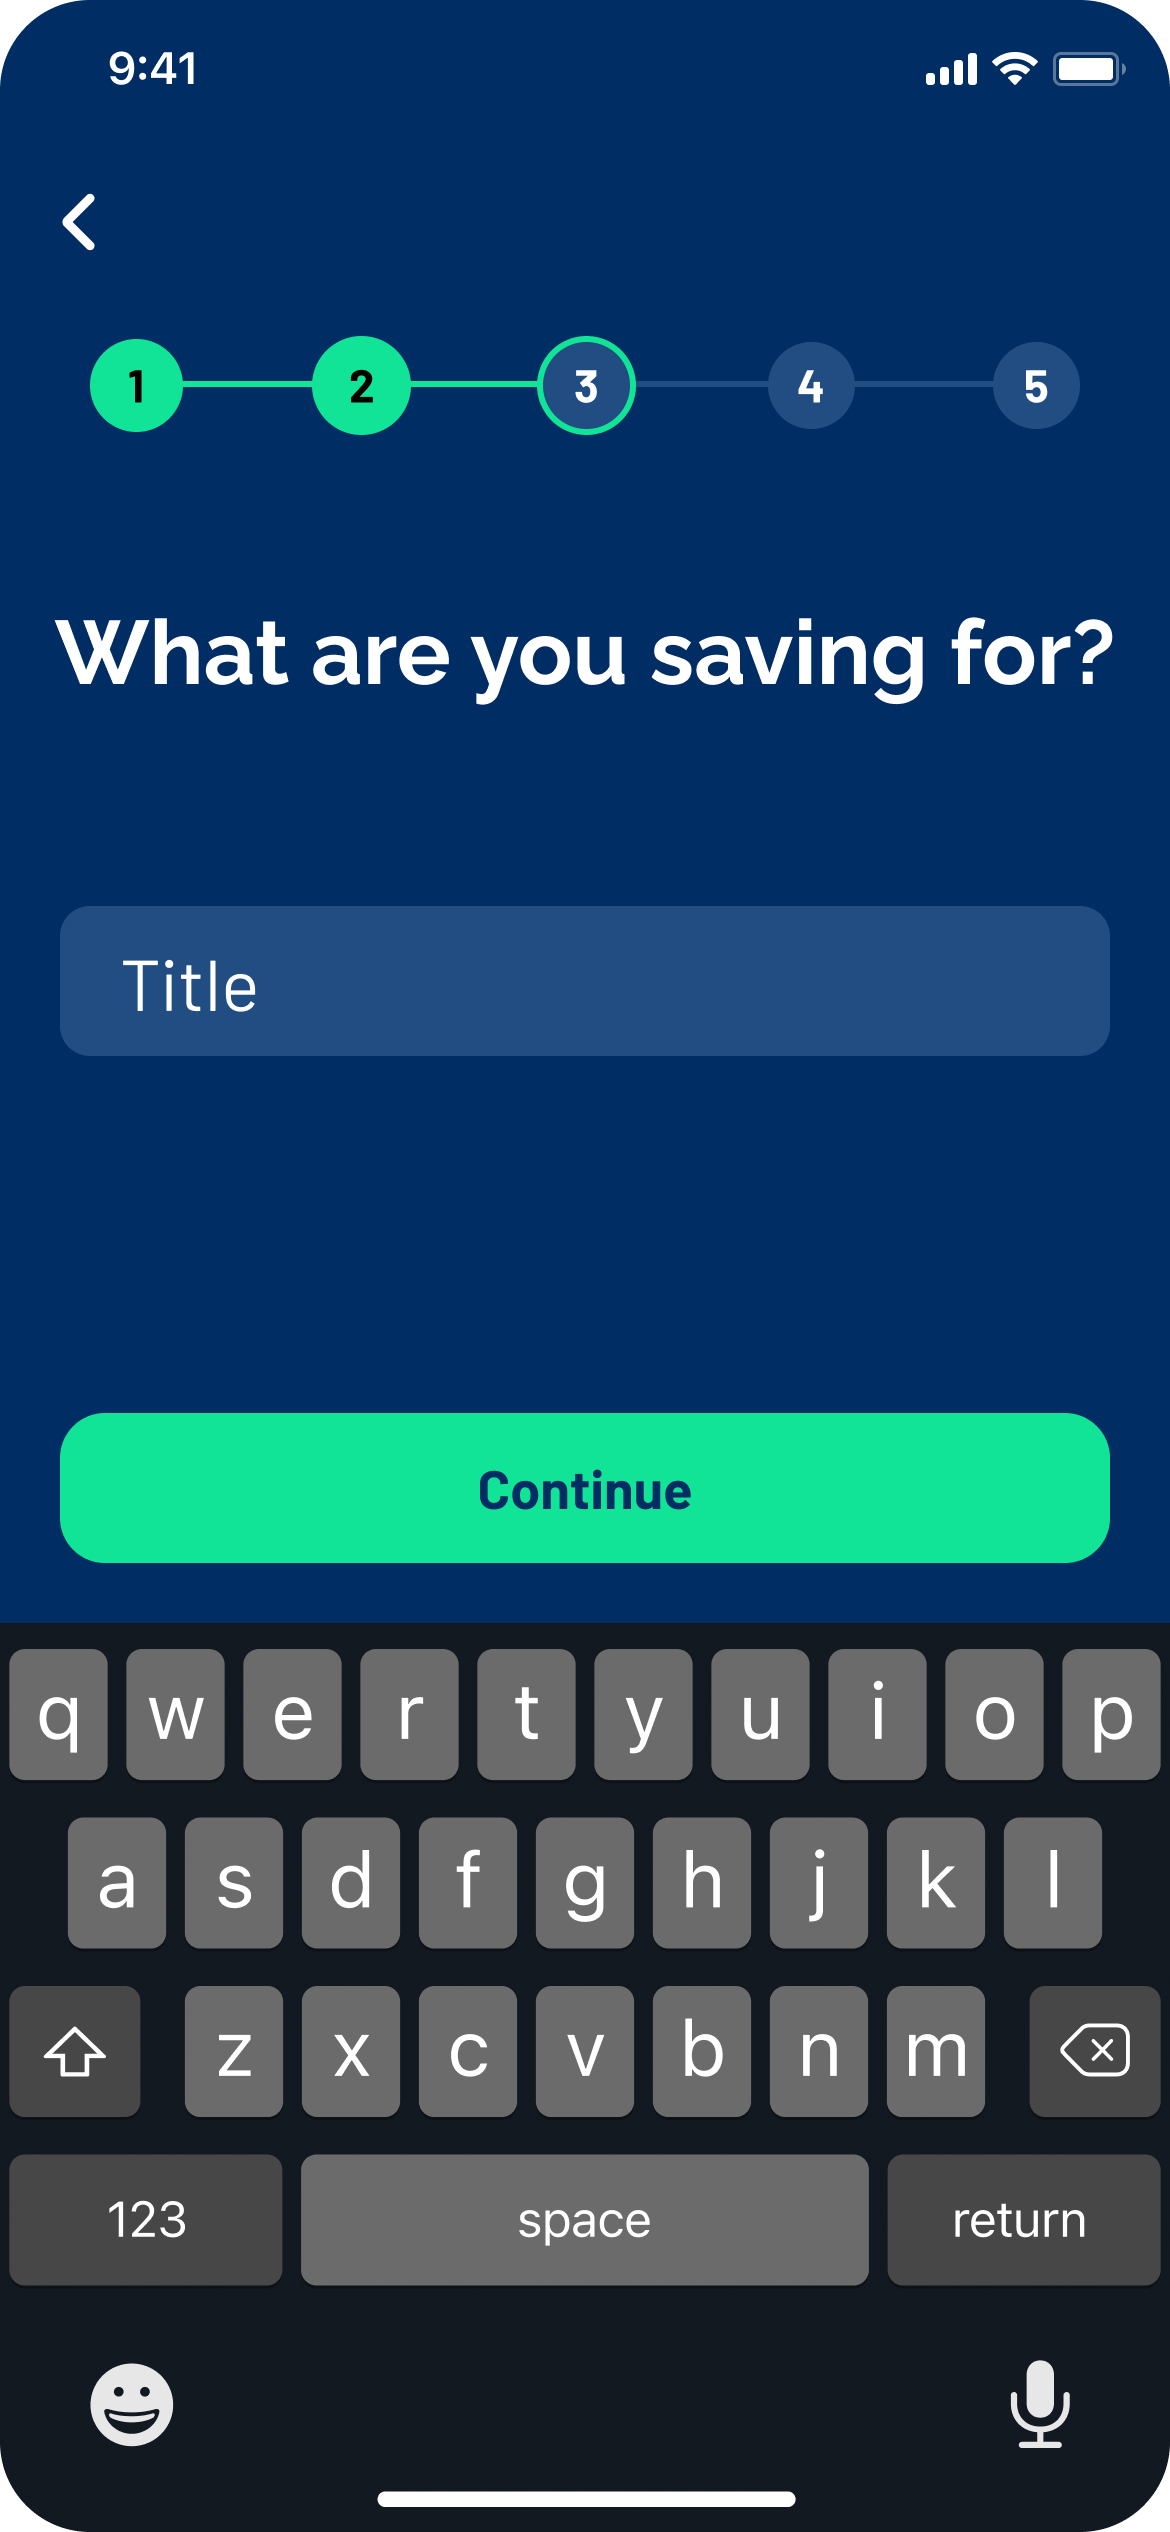 9:41
1 2 3 4 5
What are you saving for?
Title
Continue
q w e r t y u i o p
a s d f g h j k l
z x c v b n m
123 space return